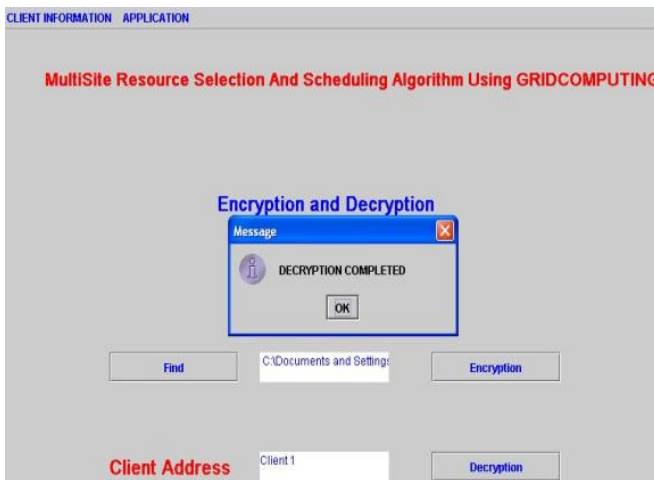 CLIENT INFORMATION APPLICATION
MultiSite Resource Selection And Scheduling Algorithm Using GRIDCOMPUTING
Encryption and Decryption
Message
DECRYPTION COMPLETED
OK
Find C:\Documents and Settings Encryption
Client Address Client 1 Decryption